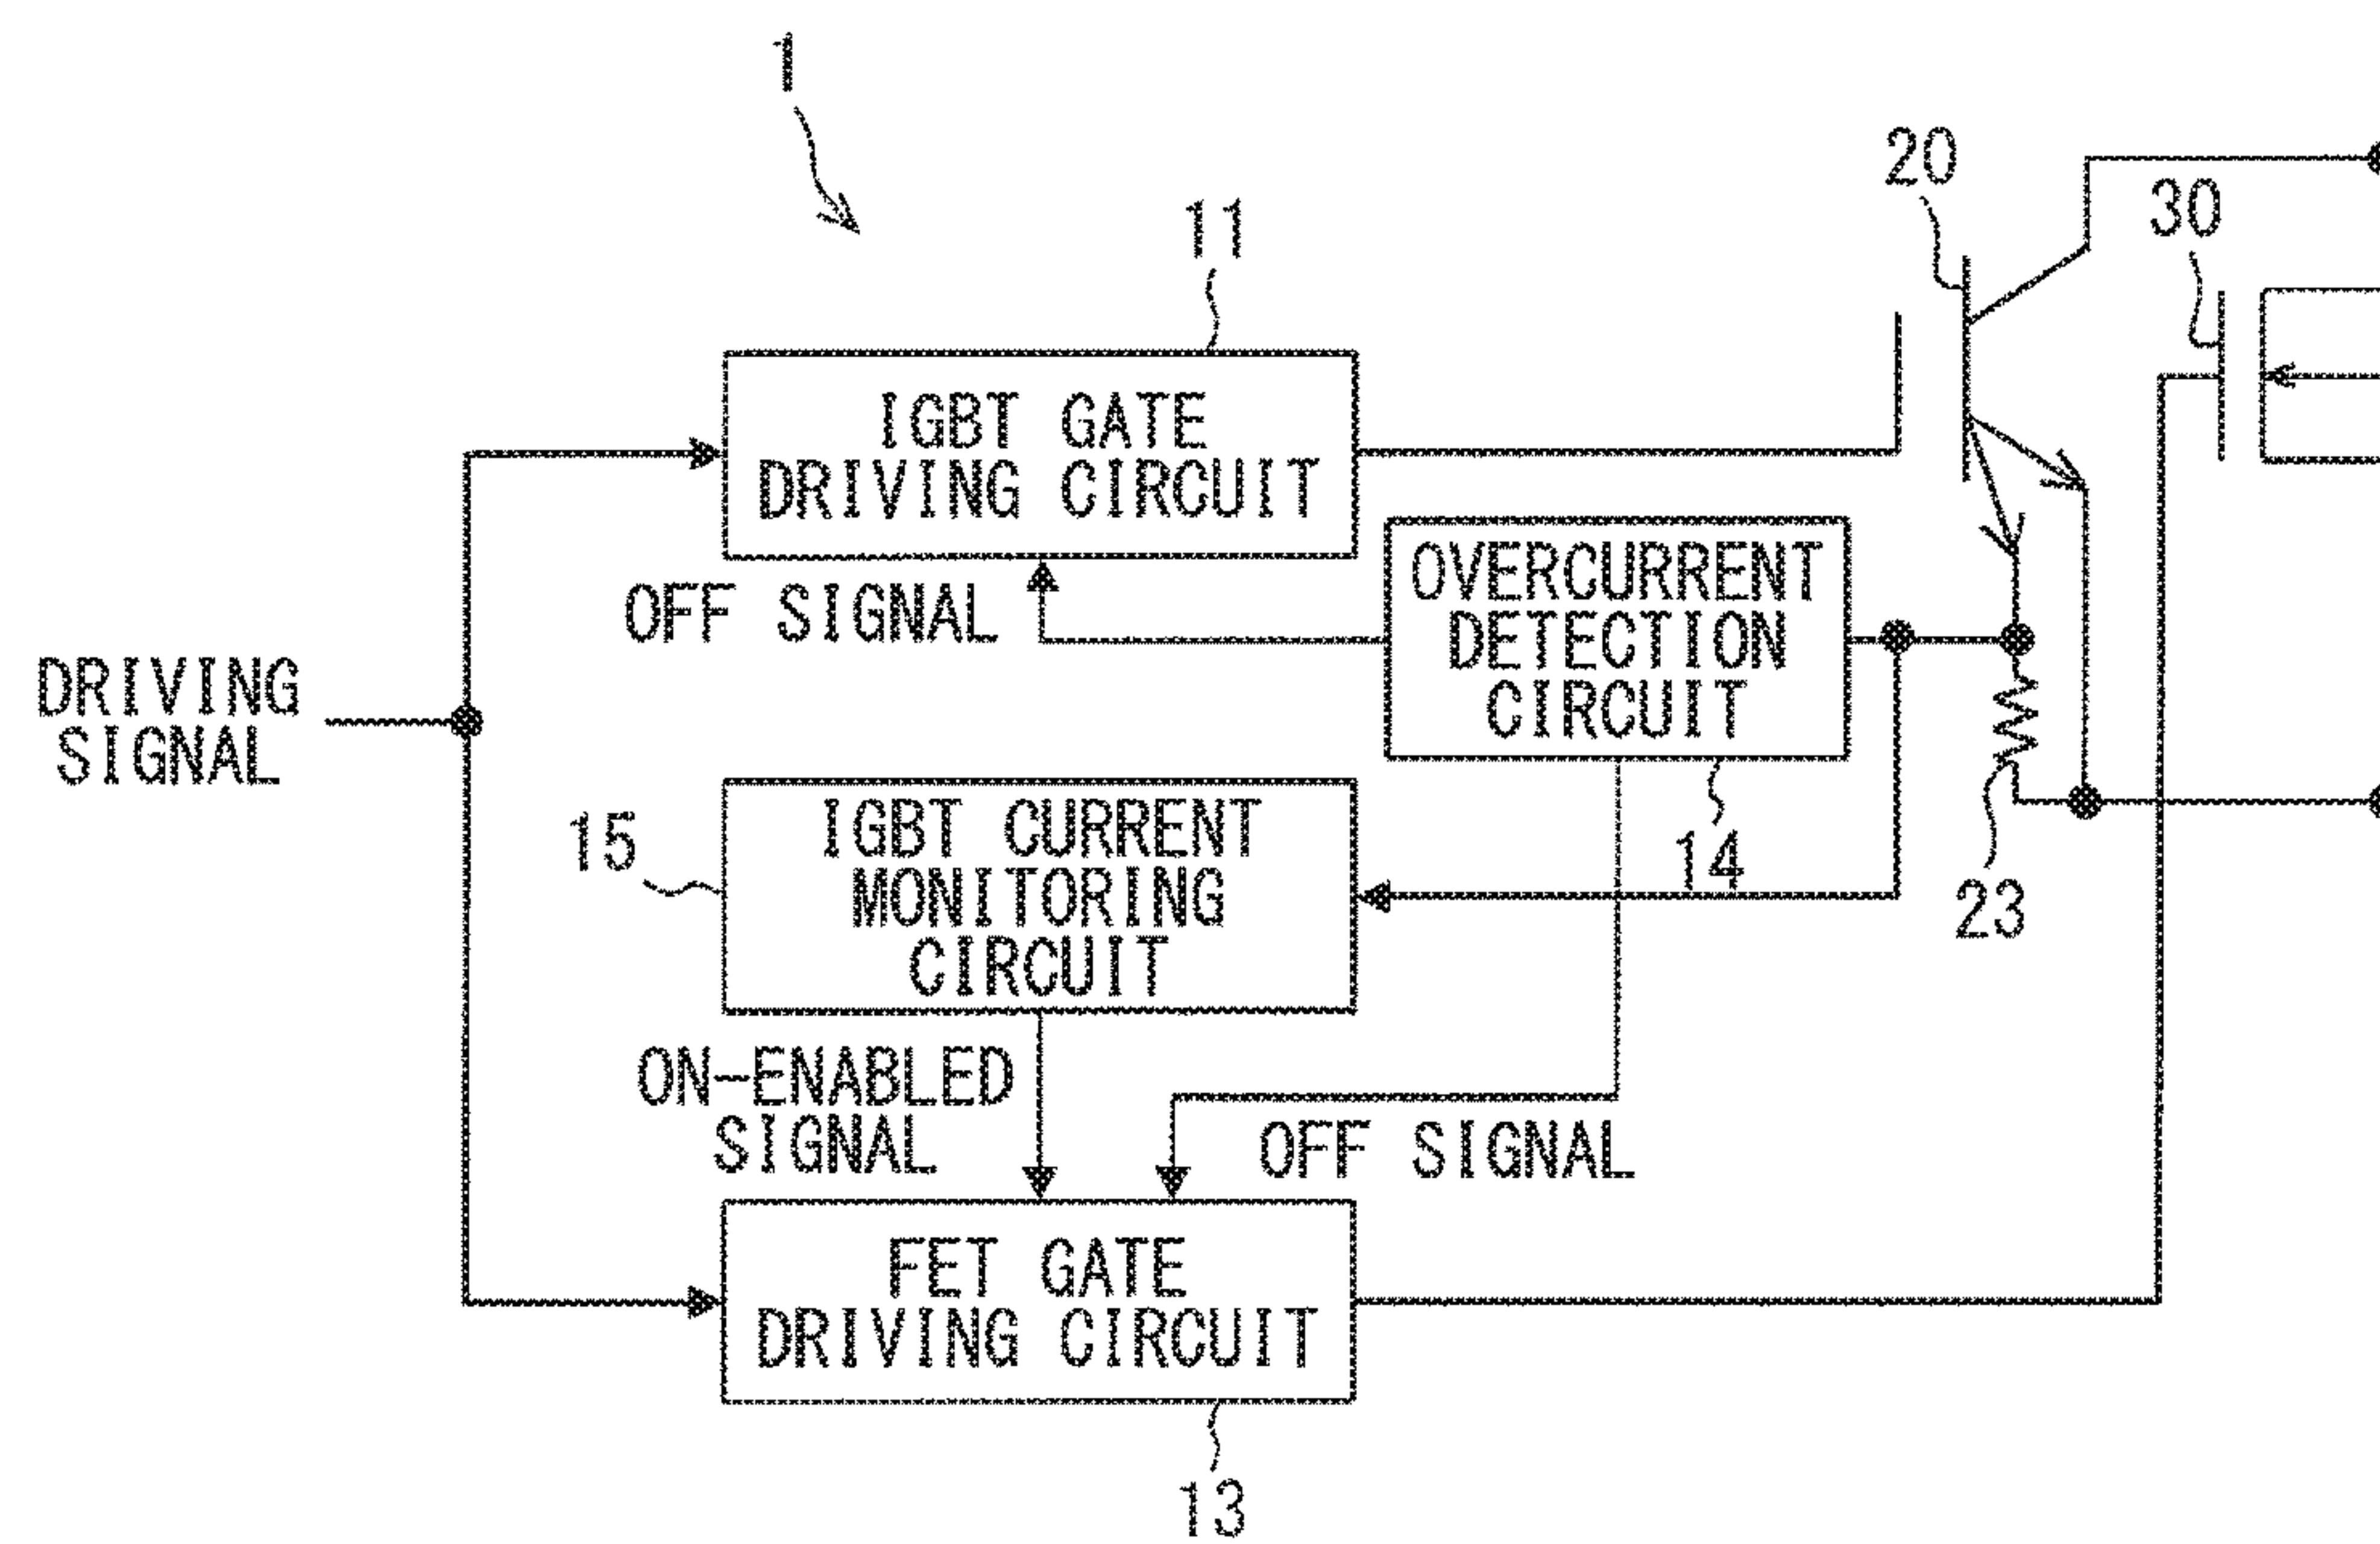 1
20
30
11
IGBT GATE
DRIVING CIRCUIT
OFF SIGNAL
OVERCURRENT
DETECTION
CIRCUIT
DRIVING
SIGNAL
15
IGBT CURRENT
MONITORING
CIRCUIT
14
23
ON-ENABLED
SIGNAL
OFF SIGNAL
FET GATE
DRIVING CIRCUIT
13